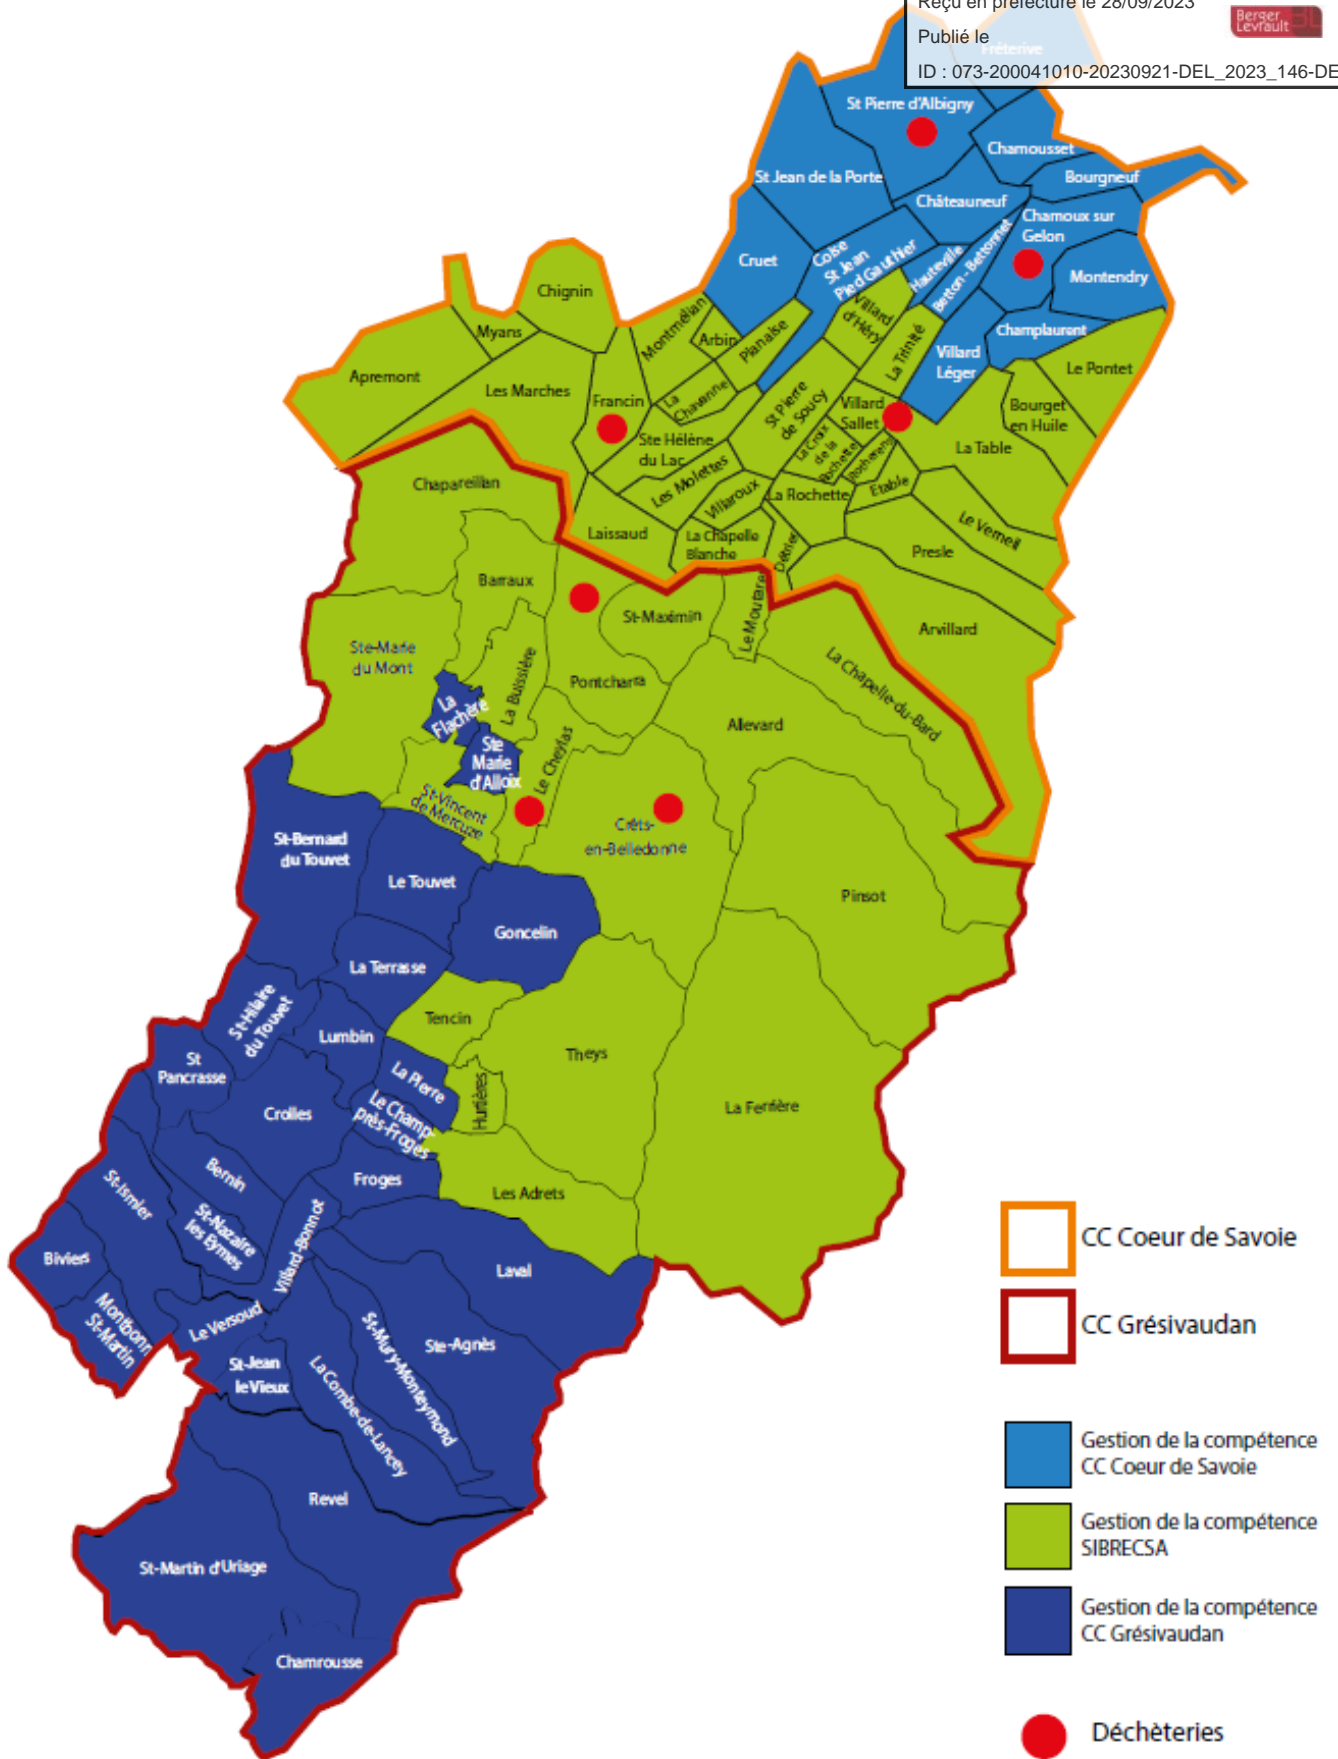 Reçu en préfecture le 28/09/2023
Berger
Levrault
Publié le
ID : 073-200041010-20230921-DEL_2023_146-DE
Fréterive
St Pierre d'Albigny
Chamousset
St Jean de la Porte
Bourgneuf
Châteauneuf
Chamoux sur
Gelon
Cruet
Coise
St Jean
Pied Gauthier
Hauteville
Betton - Bettonnet
Montendry
Chignin
Villard
d'Héry
Montmélian
Myans
Arbin
Planaise
La Trinité
Champlaurent
Villard
Léger
Le Pontet
Apremont
Les Marches
La
Chavanne
Francin
St Pierre
de Soucy
Villard
Sallet
Bourget
en Huile
Ste Hélène
du Lac
La Croix
de la
Rochette
Rotherens
La Table
Les Molettes
Chapareillan
Villaroux
La Rochette
Etable
Le Verneil
Laissaud
La Chapelle
Blanche
Détrier
Presle
Barraux
St-Maximin
Le Moutaret
Arvillard
Ste-Marie
du Mont
La Buissière
Pontcharra
La Chapelle-du-Bard
La
Flachère
Allevard
Ste
Marie
d'Alloix
Le Cheylas
St-Vincent
de Mercuze
Crêts-
en-Belledonne
St-Bernard
du Touvet
Le Touvet
Pinsot
Goncelin
La Terrasse
St-Hilaire
du Touvet
Tencin
Lumbin
Theys
St
Pancrasse
La Pierre
Hurtières
Le Champ-
près-Froges
Crolles
La Ferrière
Bernin
Froges
Les Adrets
St-Ismier
St-Nazaire
les Eymes
Villard-Bonnot
CC Coeur de Savoie
Biviers
Laval
Montbonn
St-Martin
Le Versoud
CC Grésivaudan
Ste-Agnès
St-Mury-Monteymond
St-Jean
le Vieux
La Combe-de-Lancey
Gestion de la compétence
CC Coeur de Savoie
Revel
Gestion de la compétence
SIBRECSA
St-Martin d'Uriage
Gestion de la compétence
CC Grésivaudan
Chamrousse
Déchèteries